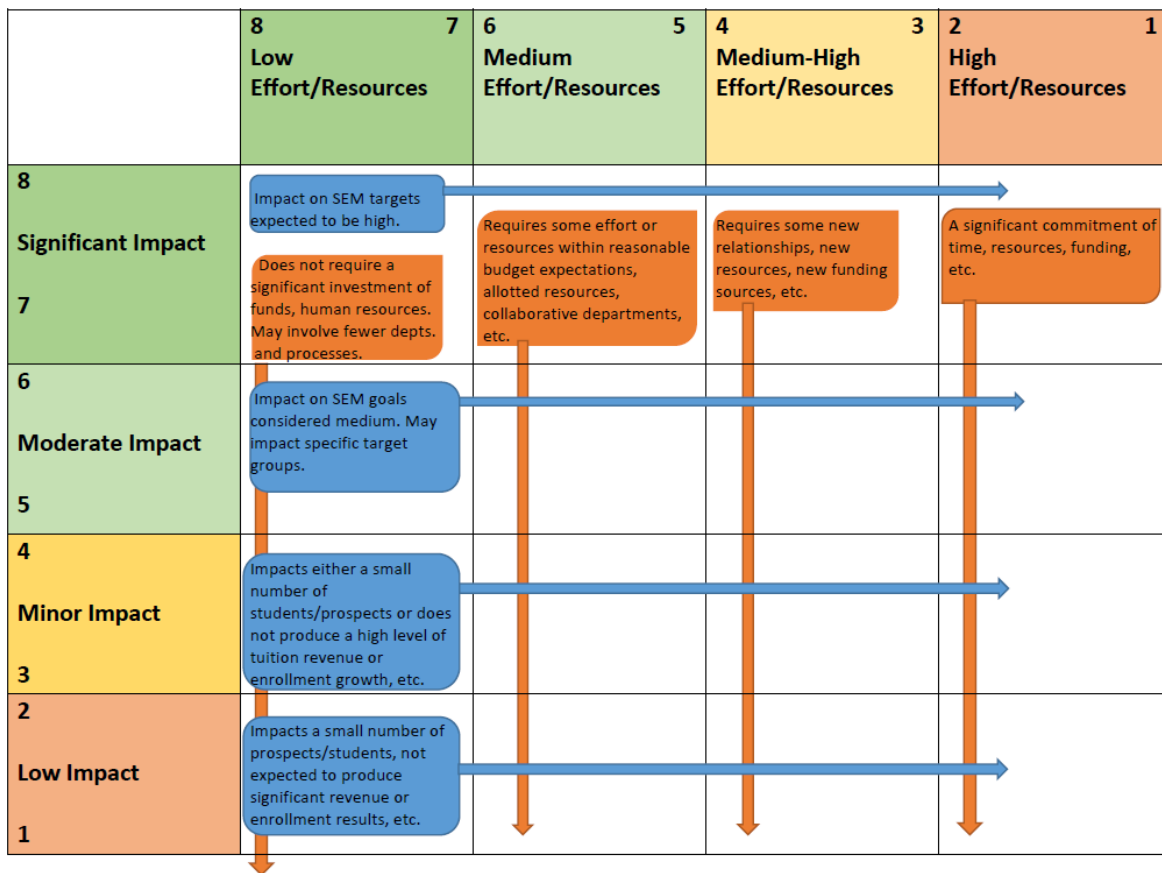 8 7
Low
Effort/Resources
6 5
Medium
Effort/Resources
4 3
Medium-High
Effort/Resources
2 1
High
Effort/Resources
8
Significant Impact
7
Impact on SEM targets
expected to be high.
Does not require a
significant investment of
funds, human resources.
May involve fewer depts.
and processes.
Requires some effort or
resources within reasonable
budget expectations,
allotted resources,
collaborative departments,
etc.
Requires some new
relationships, new
resources, new funding
sources, etc.
A significant commitment of
time, resources, funding,
etc.
6
Moderate Impact
5
Impact on SEM goals
considered medium. May
impact specific target
groups.
4
Minor Impact
3
Impacts either a small
number of
students/prospects or does
not produce a high level of
tuition revenue or
enrollment growth, etc.
2
Low Impact
1
Impacts a small number of
prospects/students, not
expected to produce
significant revenue or
enrollment results, etc.